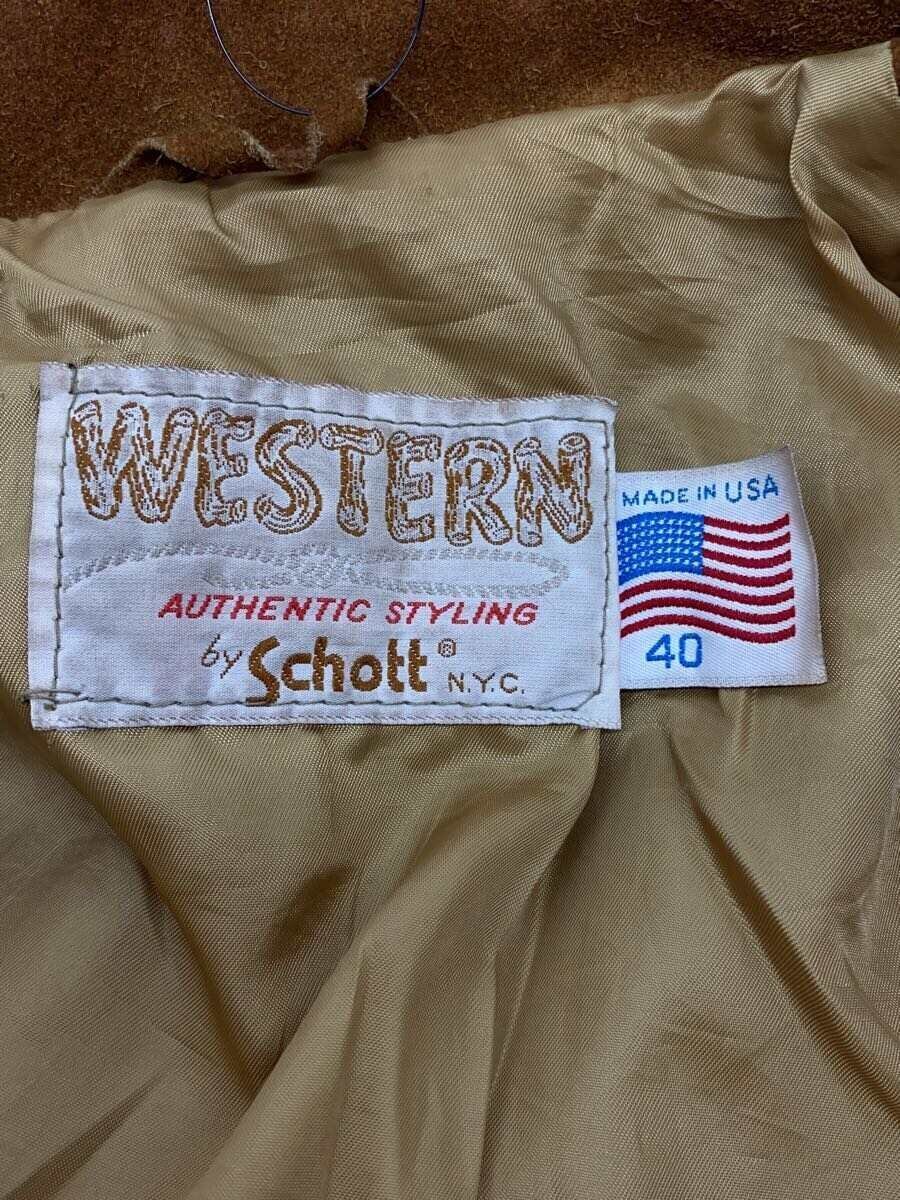 WESTERN
AUTHENTIC STYLING
by Schott® N.Y.C.
MADE IN USA
40